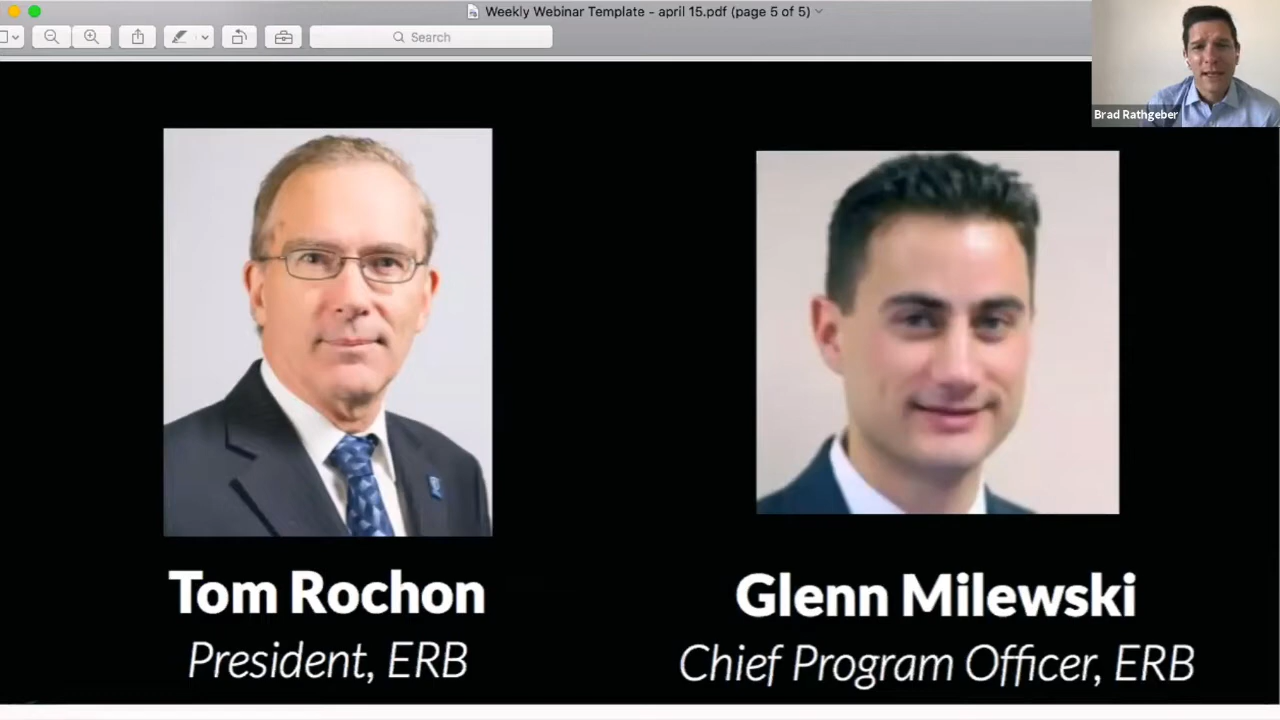 Weekly Webinar Template - april 15.pdf (page 5 of 5)
Search
Brad Rathgeber
Tom Rochon
President, ERB
Glenn Milewski
Chief Program Officer, ERB